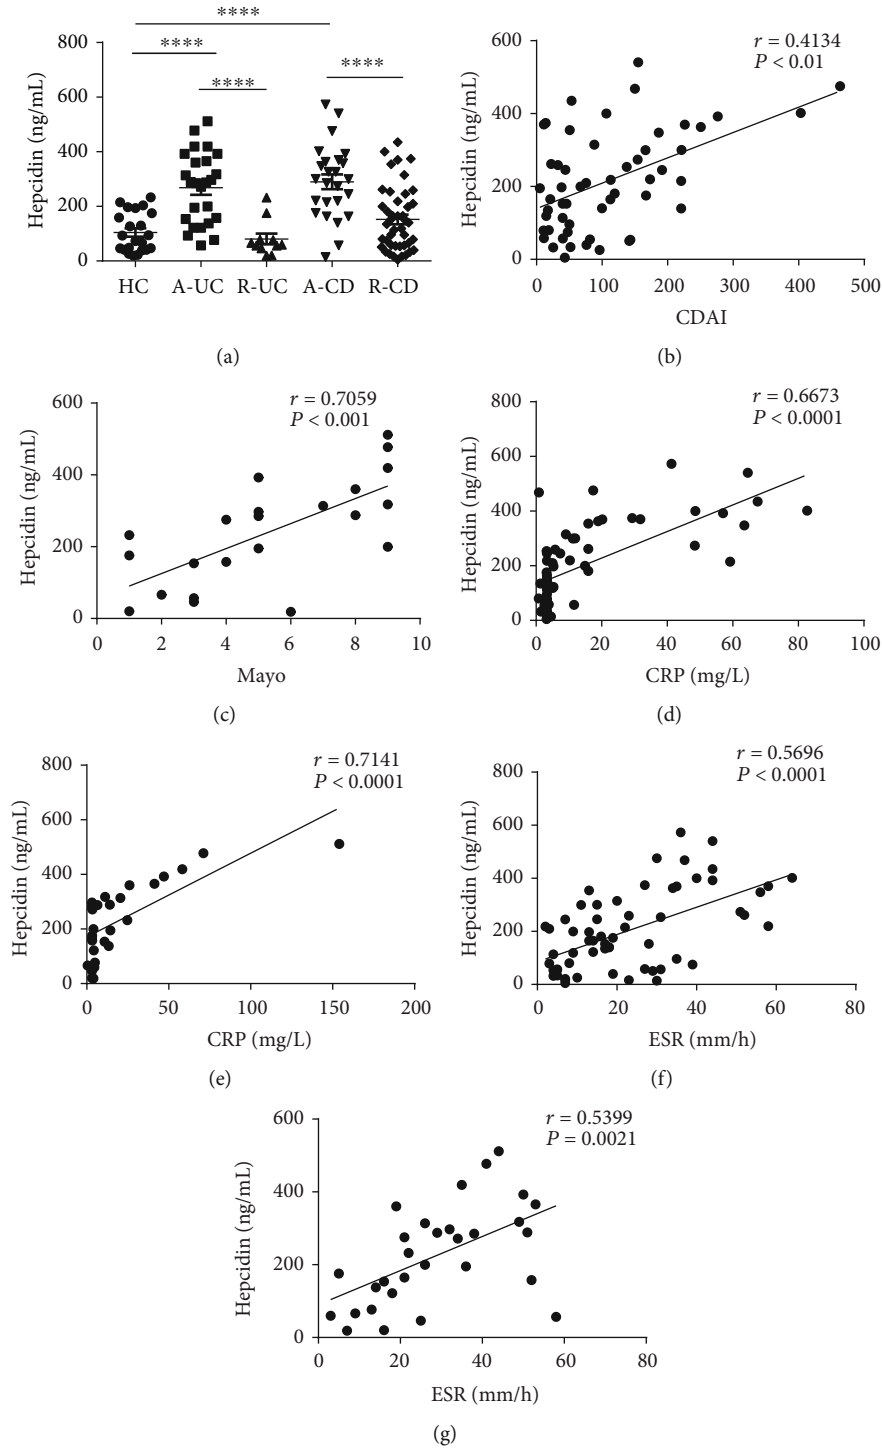 ****
****
****
****
800
600
400
200
0
Hepcidin (ng/mL)
HC A-UC R-UC A-CD R-CD
(a)
r = 0.4134
P < 0.01
600
400
200
0
Hepcidin (ng/mL)
0 100 200 300 400 500
CDAI
(b)
r = 0.7059
P < 0.001
600
400
200
0
Hepcidin (ng/mL)
0 2 4 6 8 10
Mayo
(c)
r = 0.6673
P < 0.0001
800
600
400
200
0
Hepcidin (ng/mL)
0 20 40 60 80 100
CRP (mg/L)
(d)
r = 0.7141
P < 0.0001
800
600
400
200
0
Hepcidin (ng/mL)
0 50 100 150 200
CRP (mg/L)
(e)
r = 0.5696
P < 0.0001
800
600
400
200
0
Hepcidin (ng/mL)
0 20 40 60 80
ESR (mm/h)
(f)
r = 0.5399
P = 0.0021
600
400
200
0
Hepcidin (ng/mL)
0 20 40 60 80
ESR (mm/h)
(g)